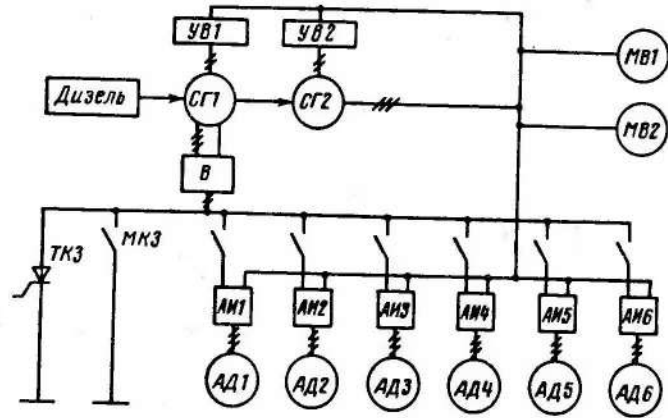 УВ1 УВ2
МВ1
Дизель СГ1 СГ2
МВ2
В
ТКЗ МКЗ
АИ1 АИ2 АИ3 АИ4 АИ5 АИ6
АД1 АД2 АД3 АД4 АД5 АД6